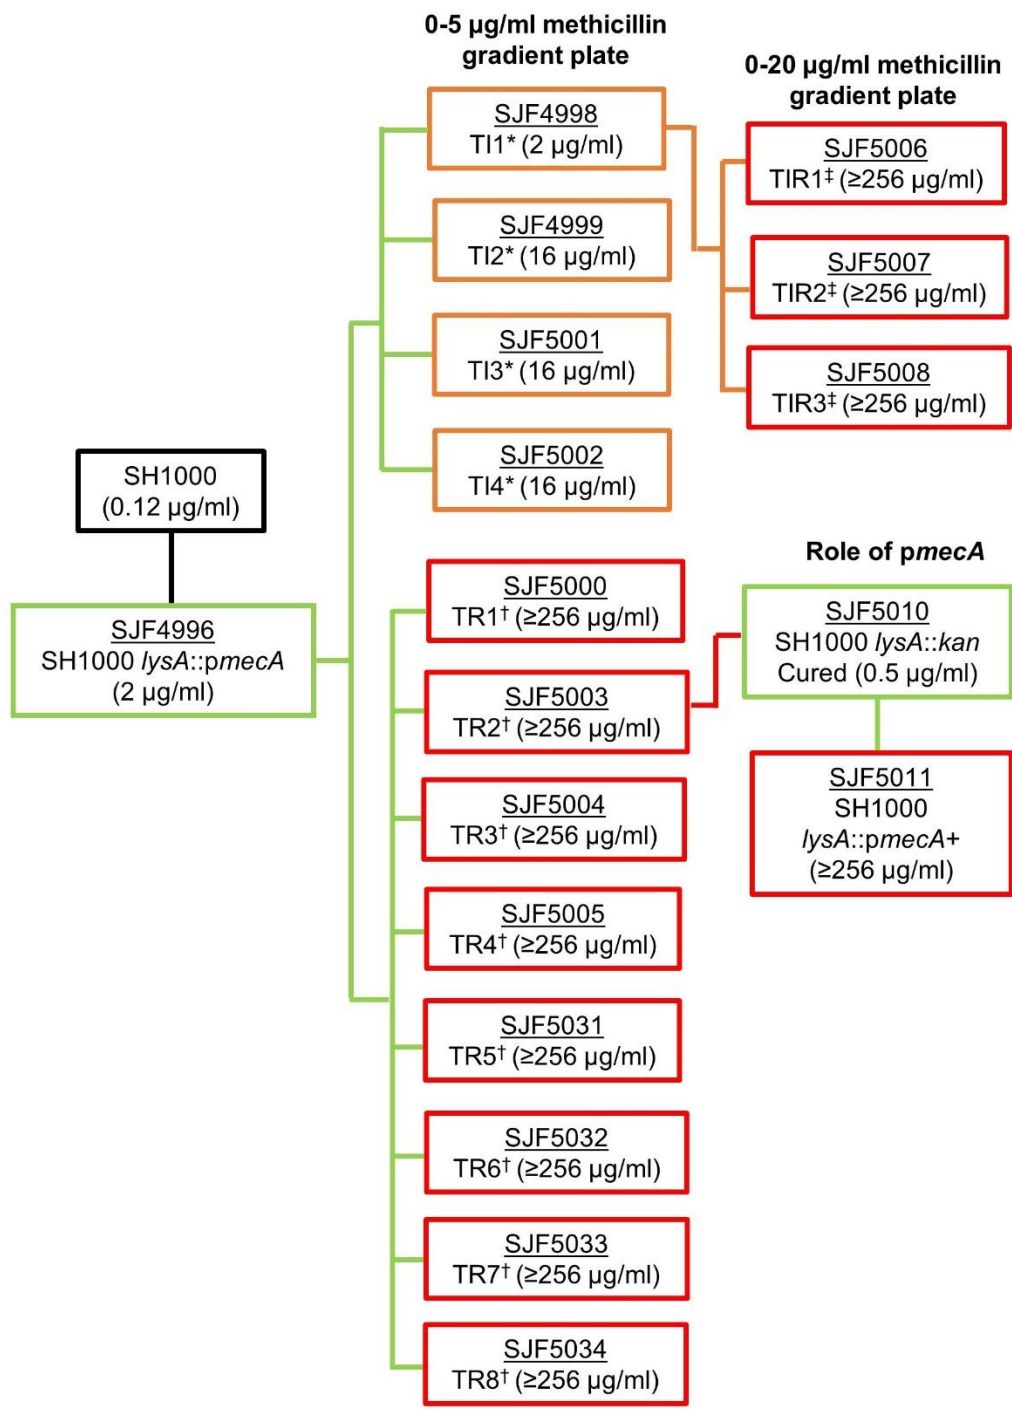 0-5 µg/ml methicillin
gradient plate
0-20 µg/ml methicillin
gradient plate
SJF4998
TI1* (2 µg/ml)
SJF4999
TI2* (16 µg/ml)
SJF5001
TI3* (16 µg/ml)
SJF5002
TI4* (16 µg/ml)
SJF5006
TIR1‡ (≥256 µg/ml)
SJF5007
TIR2‡ (≥256 µg/ml)
SJF5008
TIR3‡ (≥256 µg/ml)
SH1000
(0.12 µg/ml)
SJF4996
SH1000 lysA::pmecA
(2 µg/ml)
SJF5000
TR1† (≥256 µg/ml)
SJF5003
TR2† (≥256 µg/ml)
SJF5004
TR3† (≥256 µg/ml)
SJF5005
TR4† (≥256 µg/ml)
SJF5031
TR5† (≥256 µg/ml)
SJF5032
TR6† (≥256 µg/ml)
SJF5033
TR7† (≥256 µg/ml)
SJF5034
TR8† (≥256 µg/ml)
Role of pmecA
SJF5010
SH1000 lysA::kan
Cured (0.5 µg/ml)
SJF5011
SH1000
lysA::pmecA+
(≥256 µg/ml)